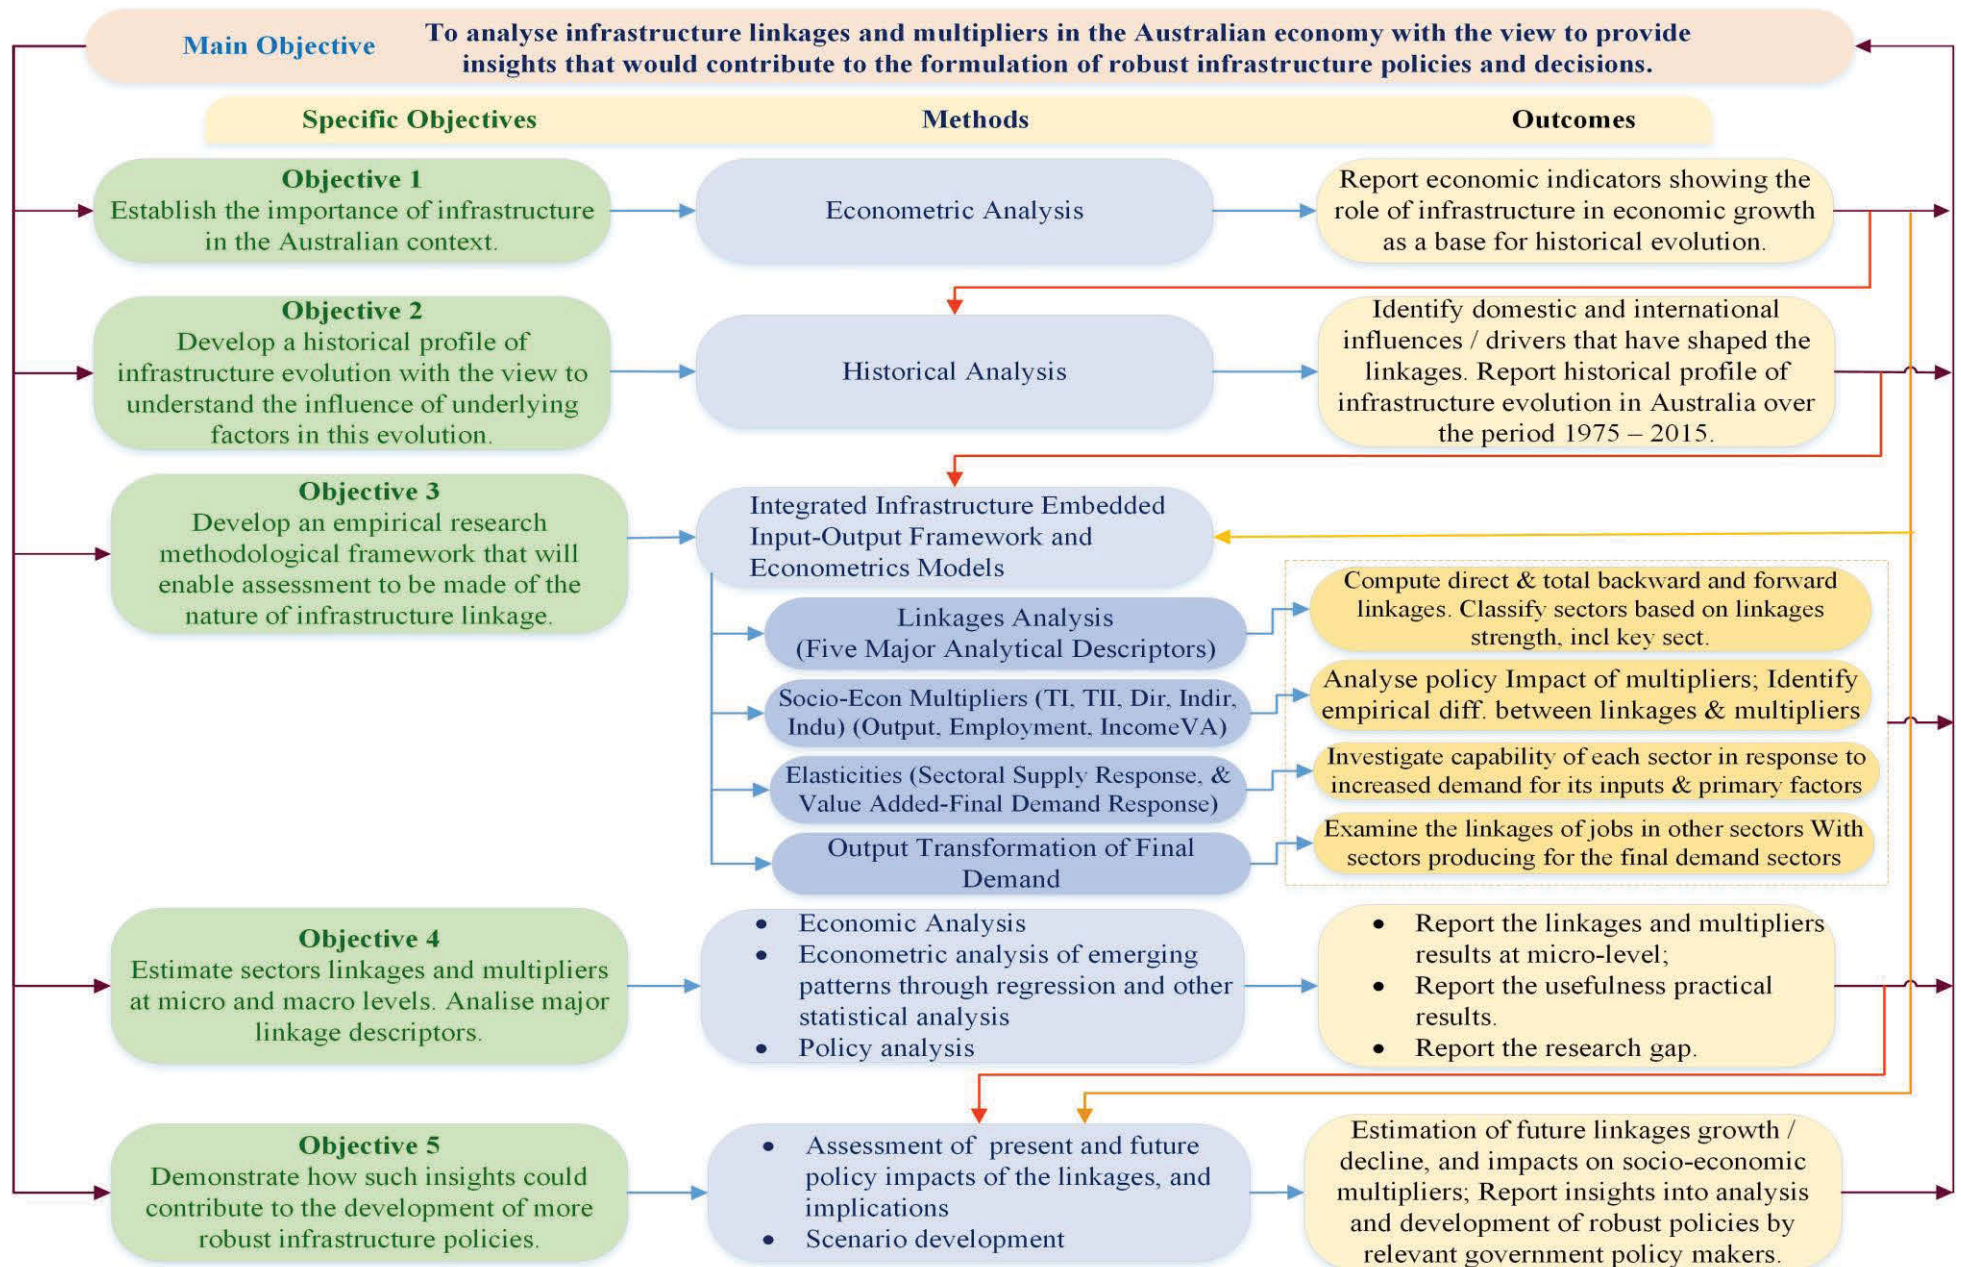 Main Objective
To analyse infrastructure linkages and multipliers in the Australian economy with the view to provide
insights that would contribute to the formulation of robust infrastructure policies and decisions.
Specific Objectives
Methods
Outcomes
Objective 1
Establish the importance of infrastructure
in the Australian context.
Econometric Analysis
Report economic indicators showing the
role of infrastructure in economic growth
as a base for historical evolution.
Objective 2
Develop a historical profile of
infrastructure evolution with the view to
understand the influence of underlying
factors in this evolution.
Historical Analysis
Identify domestic and international
influences / drivers that have shaped the
linkages. Report historical profile of
infrastructure evolution in Australia over
the period 1975 – 2015.
Objective 3
Develop an empirical research
methodological framework that will
enable assessment to be made of the
nature of infrastructure linkage.
Integrated Infrastructure Embedded
Input-Output Framework and
Econometrics Models
Linkages Analysis
(Five Major Analytical Descriptors)
Compute direct & total backward and forward
linkages. Classify sectors based on linkages
strength, incl key sect.
Socio-Econ Multipliers (TI, TII, Dir, Indir,
Indu) (Output, Employment, IncomeVA)
Analyse policy Impact of multipliers; Identify
empirical diff. between linkages & multipliers
Elasticities (Sectoral Supply Response, &
Value Added-Final Demand Response)
Investigate capability of each sector in response to
increased demand for its inputs & primary factors
Output Transformation of Final
Demand
Examine the linkages of jobs in other sectors With
sectors producing for the final demand sectors
Objective 4
Estimate sectors linkages and multipliers
at micro and macro levels. Analise major
linkage descriptors.
• Economic Analysis
• Econometric analysis of emerging
patterns through regression and other
statistical analysis
• Policy analysis
• Report the linkages and multipliers
results at micro-level;
• Report the usefulness practical
results.
• Report the research gap.
Objective 5
Demonstrate how such insights could
contribute to the development of more
robust infrastructure policies.
• Assessment of present and future
policy impacts of the linkages, and
implications
• Scenario development
Estimation of future linkages growth /
decline, and impacts on socio-economic
multipliers; Report insights into analysis
and development of robust policies by
relevant government policy makers.